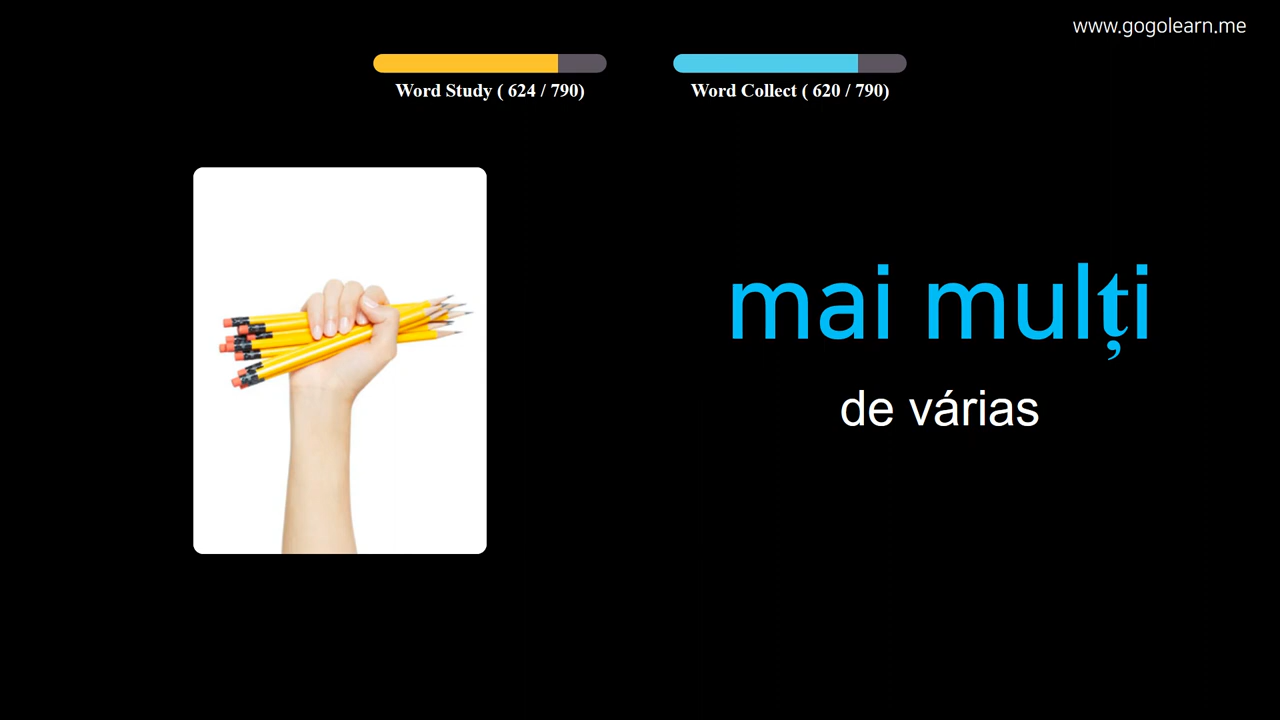 www.gogolearn.me
Word Study ( 624 / 790)
Word Collect ( 620 / 790)
mai mulți
de várias